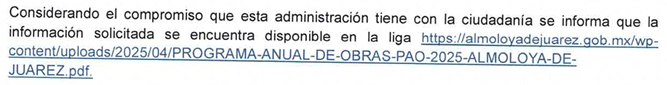 Considerando el compromiso que esta administración tiene con la ciudadanía se informa que la
información solicitada se encuentra disponible en la liga https://almoloyadejuarez.gob.mx/wp-
content/uploads/2025/04/PROGRAMA-ANUAL-DE-OBRAS-PAO-2025-ALMOLOYA-DE-
JUAREZ.pdf.